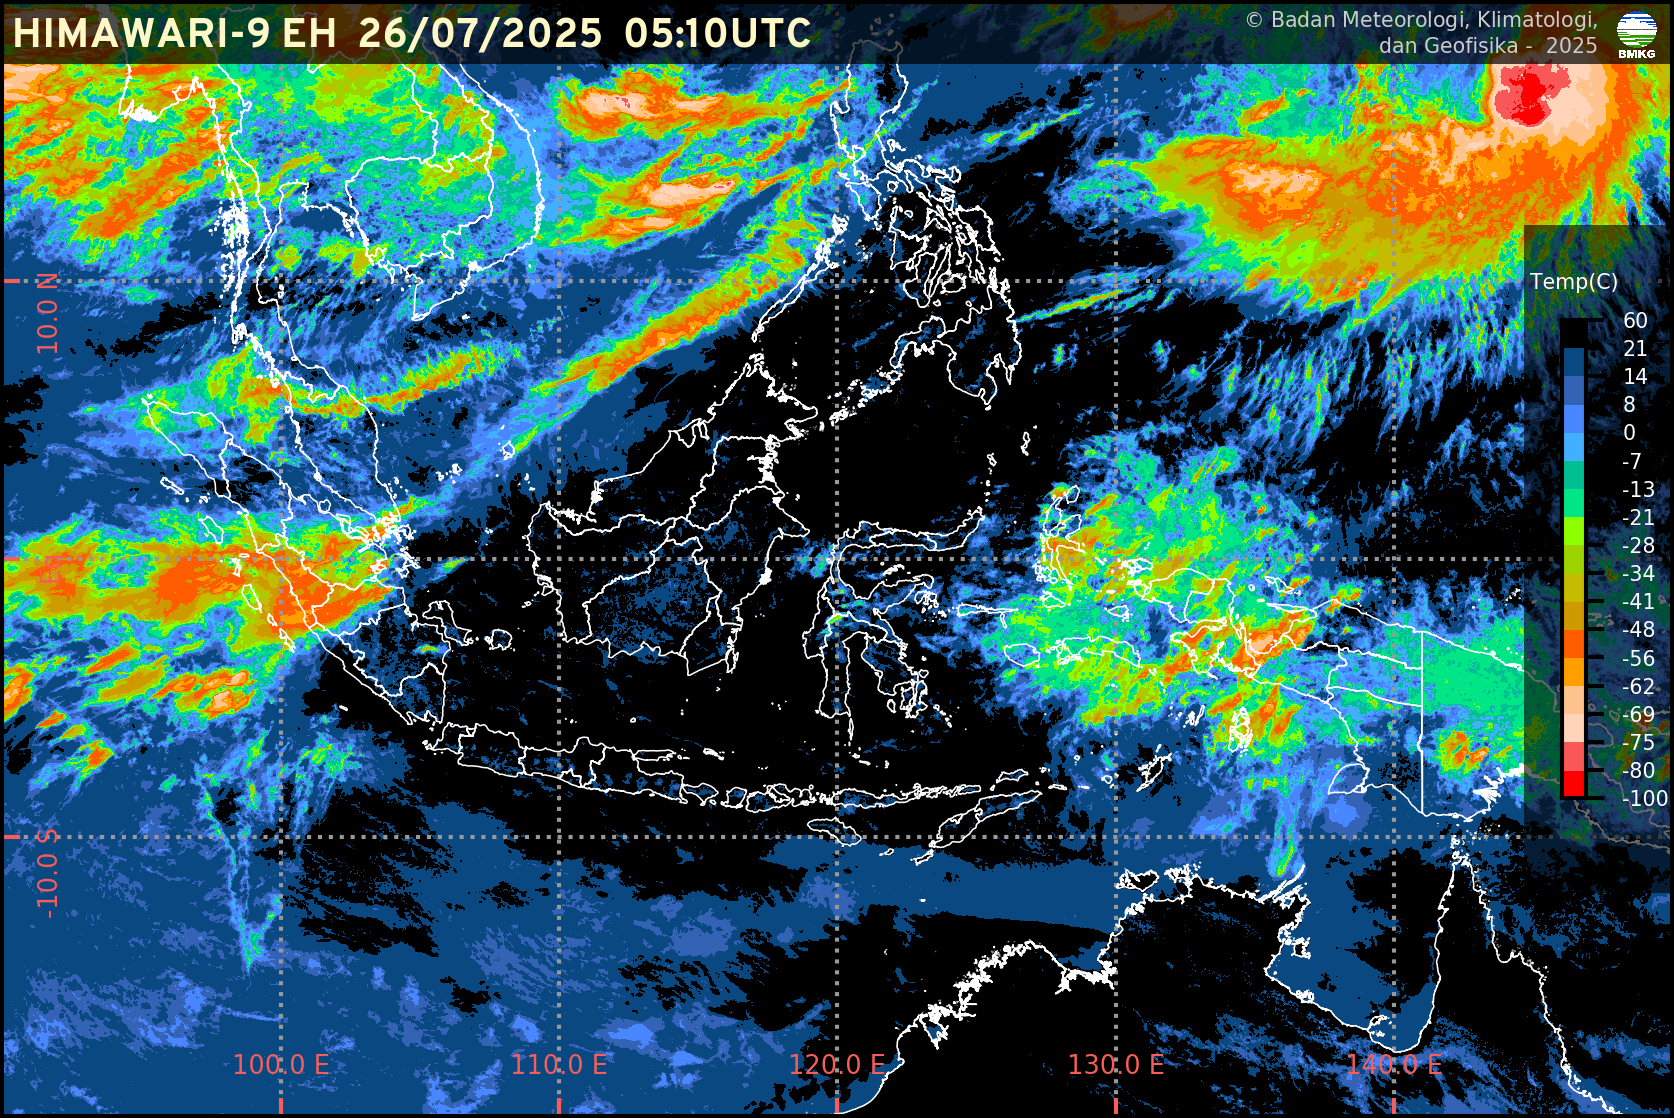 HIMAWARI-9 EH 26/07/2025 05:10UTC
© Badan Meteorologi, Klimatologi,
dan Geofisika - 2025
BMKG
10.0 N
EQ
-10.0 S
100.0 E
110.0 E
120.0 E
130.0 E
140.0 E
Temp(C)
60
21
14
8
0
-7
-13
-21
-28
-34
-41
-48
-56
-62
-69
-75
-80
-100